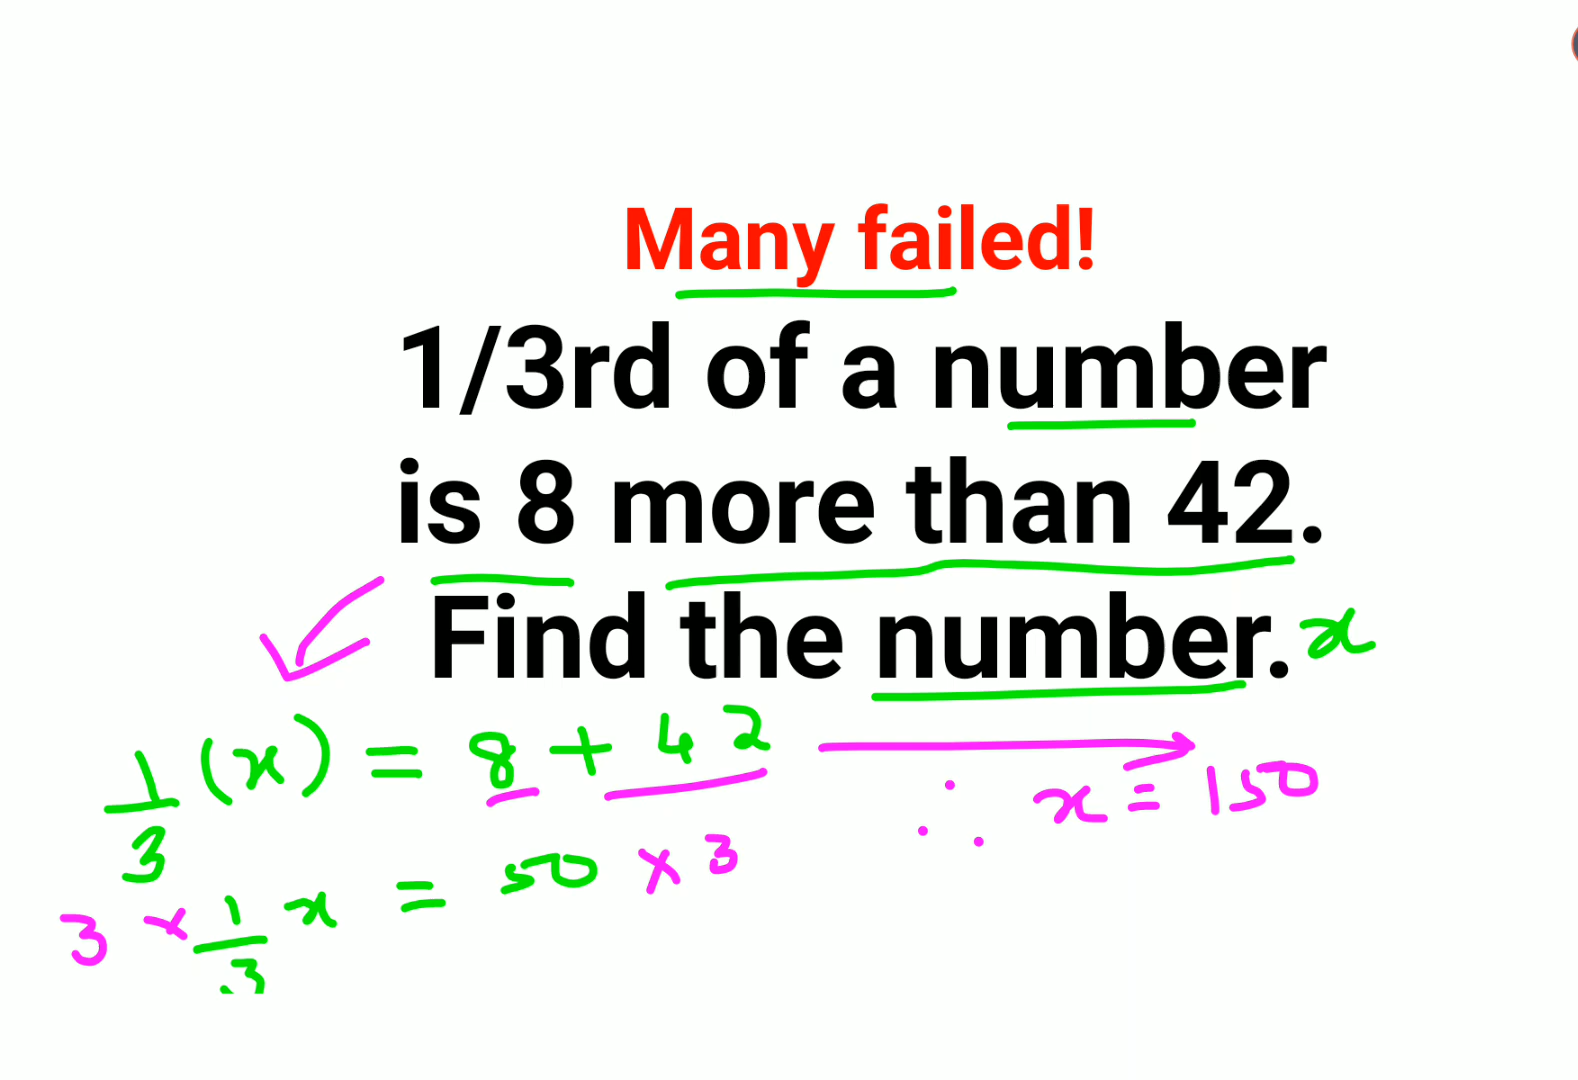 Many failed!
1/3rd of a number
is 8 more than 42.
Find the number. x
1/3 (x) = 8 + 42
∴ x = 150
3 × 1/3 x = 50 × 3